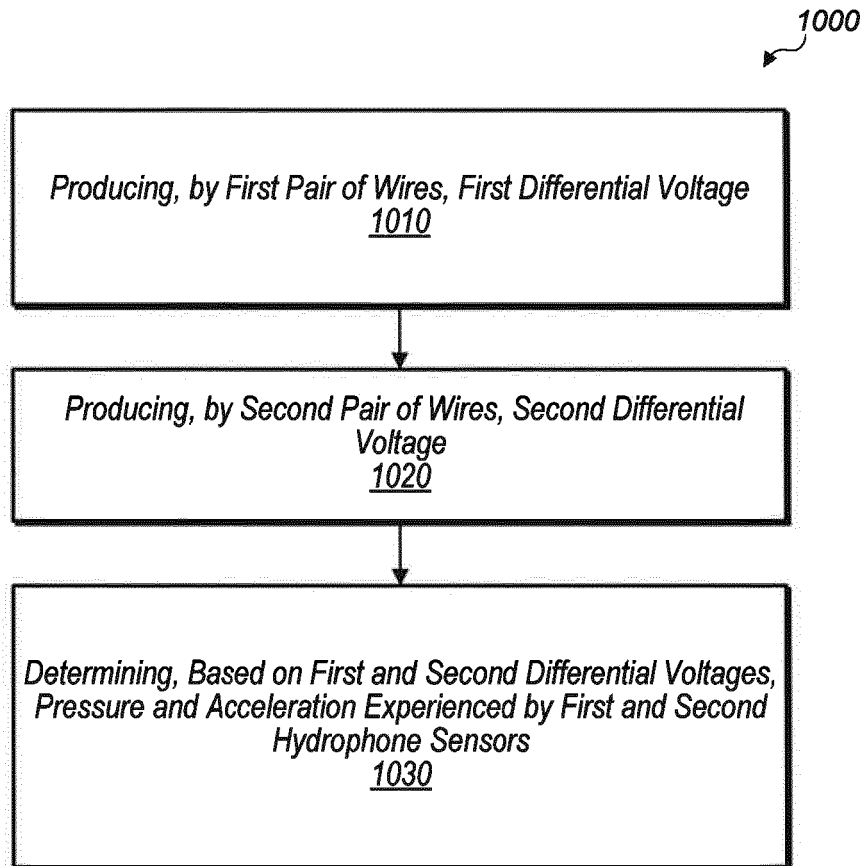 1000
Producing, by First Pair of Wires, First Differential Voltage
1010
Producing, by Second Pair of Wires, Second Differential
Voltage
1020
Determining, Based on First and Second Differential Voltages,
Pressure and Acceleration Experienced by First and Second
Hydrophone Sensors
1030